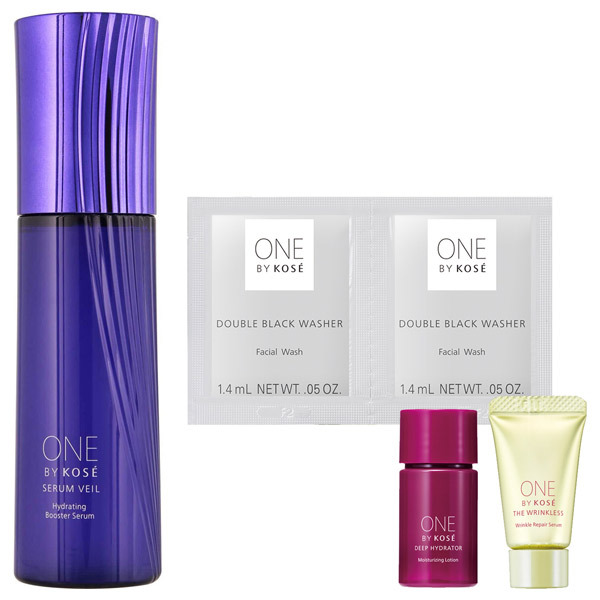 ONE
BY KOSÉ
SERUM VEIL
Hydrating
Booster Serum
ONE
BY KOSÉ
DOUBLE BLACK WASHER
Facial Wash
1.4 mL NET WT. .05 OZ.
F2
ONE
BY KOSÉ
DOUBLE BLACK WASHER
Facial Wash
1.4 mL NET WT. .05 OZ.
ONE
BY KOSÉ
DEEP HYDRATOR
Moisturizing Lotion
ONE
BY KOSÉ
THE WRINKLESS
Wrinkle Repair Serum